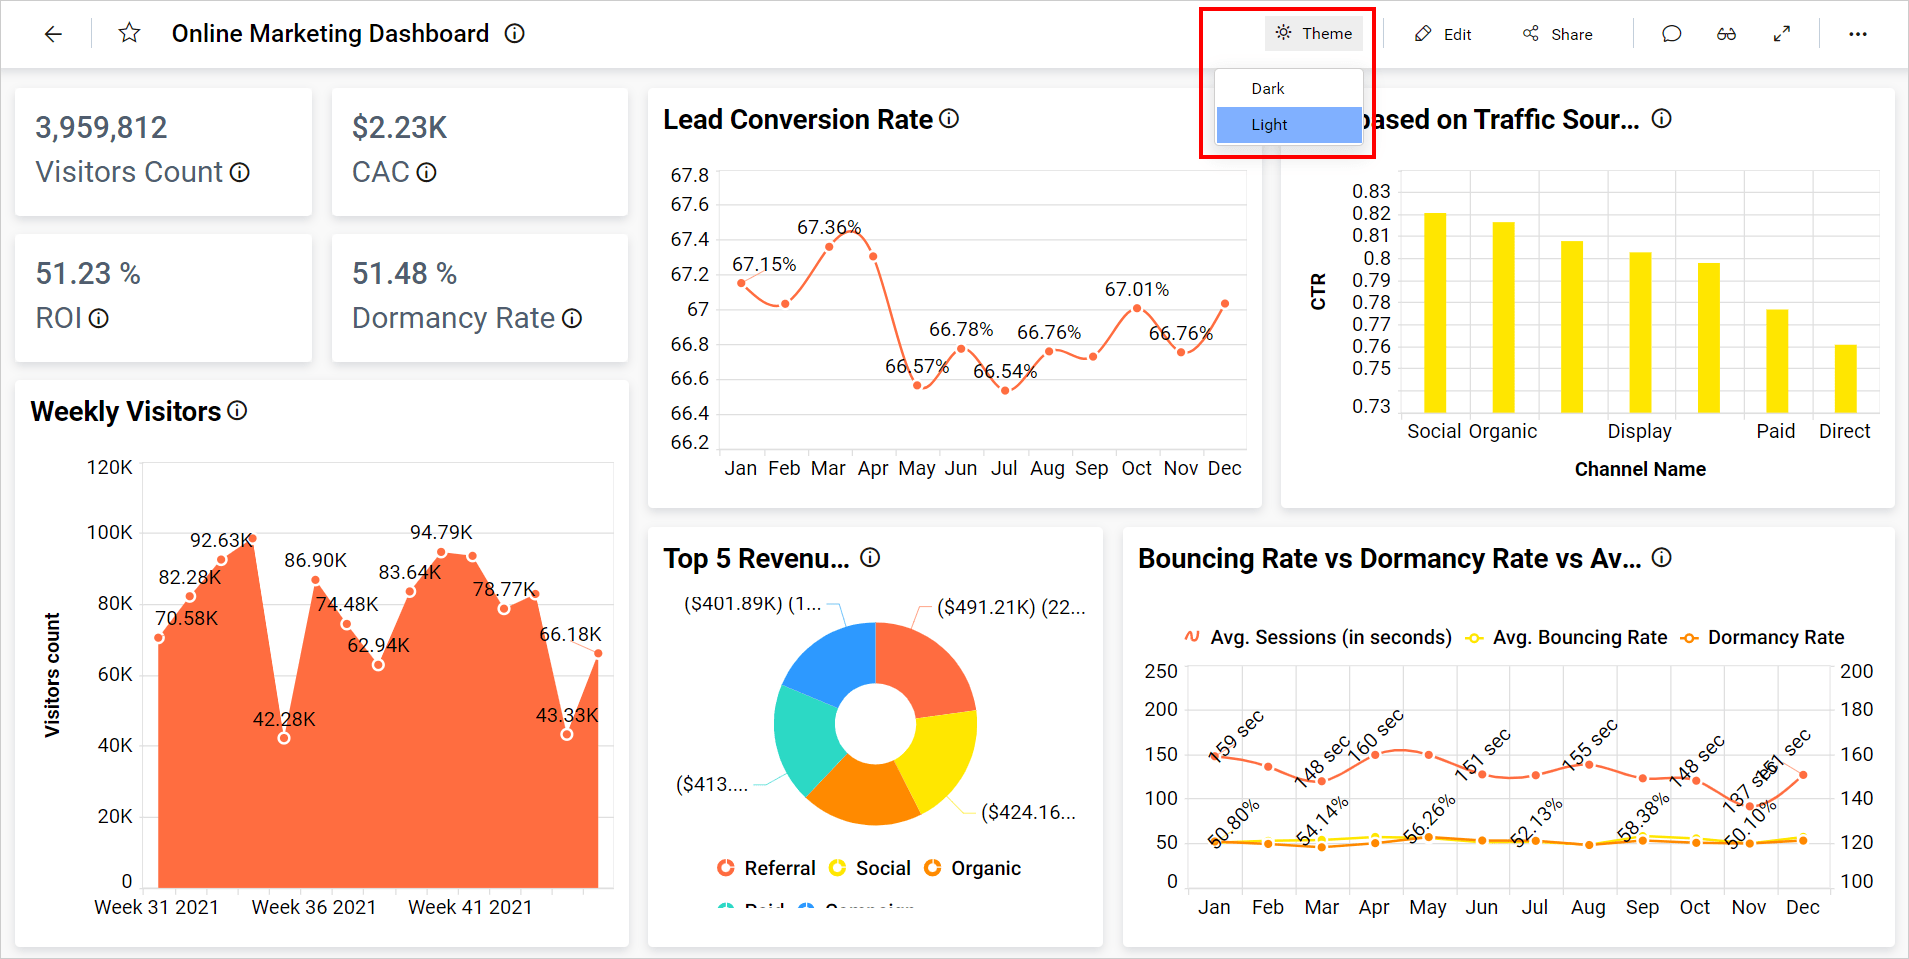 Online Marketing Dashboard
Theme
Edit
Share
Dark
Light
3,959,812
Visitors Count
$2.23K
CAC
51.23 %
ROI
51.48 %
Dormancy Rate
Lead Conversion Rate
67.8
67.6
67.4
67.2
67
66.8
66.6
66.4
66.2
67.15%
67.36%
66.57%
66.78%
66.54%
66.76%
67.01%
66.76%
Jan Feb Mar Apr May Jun Jul Aug Sep Oct Nov Dec
based on Traffic Sour...
CTR
0.83
0.82
0.81
0.8
0.79
0.78
0.77
0.76
0.75
0.73
Social Organic Display Paid Direct
Channel Name
Weekly Visitors
Visitors count
120K
100K
80K
60K
40K
20K
0
70.58K
82.28K
92.63K
42.28K
86.90K
74.48K
62.94K
83.64K
94.79K
78.77K
43.33K
66.18K
Week 31 2021 Week 36 2021 Week 41 2021
Top 5 Revenu...
($401.89K) (1...
($491.21K) (22...
($413....
($424.16...
Referral Social Organic
Paid Campaign
Bouncing Rate vs Dormancy Rate vs Av...
Avg. Sessions (in seconds) Avg. Bouncing Rate Dormancy Rate
250
200
150
100
50
0
200
180
160
140
120
100
159 sec
148 sec
160 sec
151 sec
155 sec
148 sec
137 sec
151 sec
50.80%
54.14%
56.26%
52.13%
58.38%
50.10%
Jan Feb Mar Apr May Jun Jul Aug Sep Oct Nov Dec